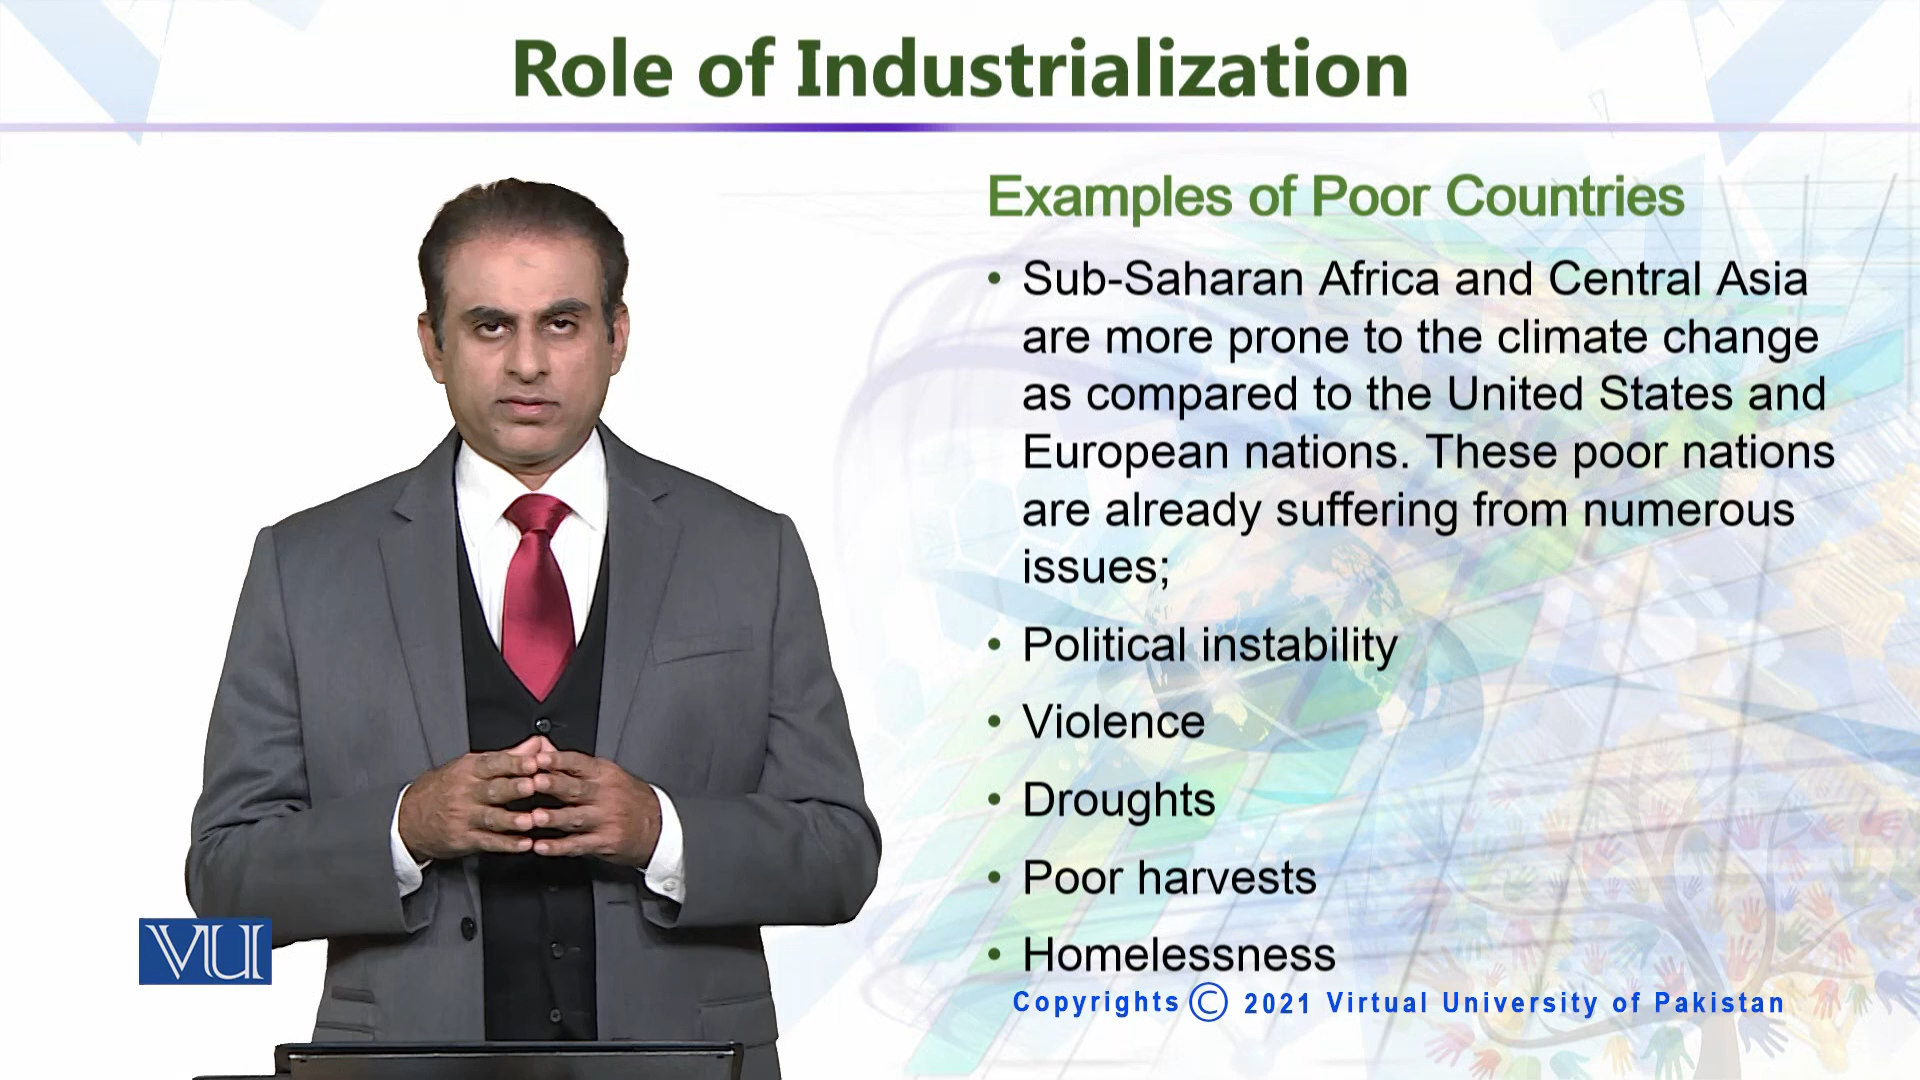 Role of Industrialization
Examples of Poor Countries
• Sub-Saharan Africa and Central Asia
are more prone to the climate change
as compared to the United States and
European nations. These poor nations
are already suffering from numerous
issues;
• Political instability
• Violence
• Droughts
• Poor harvests
• Homelessness
VU
Copyrights © 2021 Virtual University of Pakistan